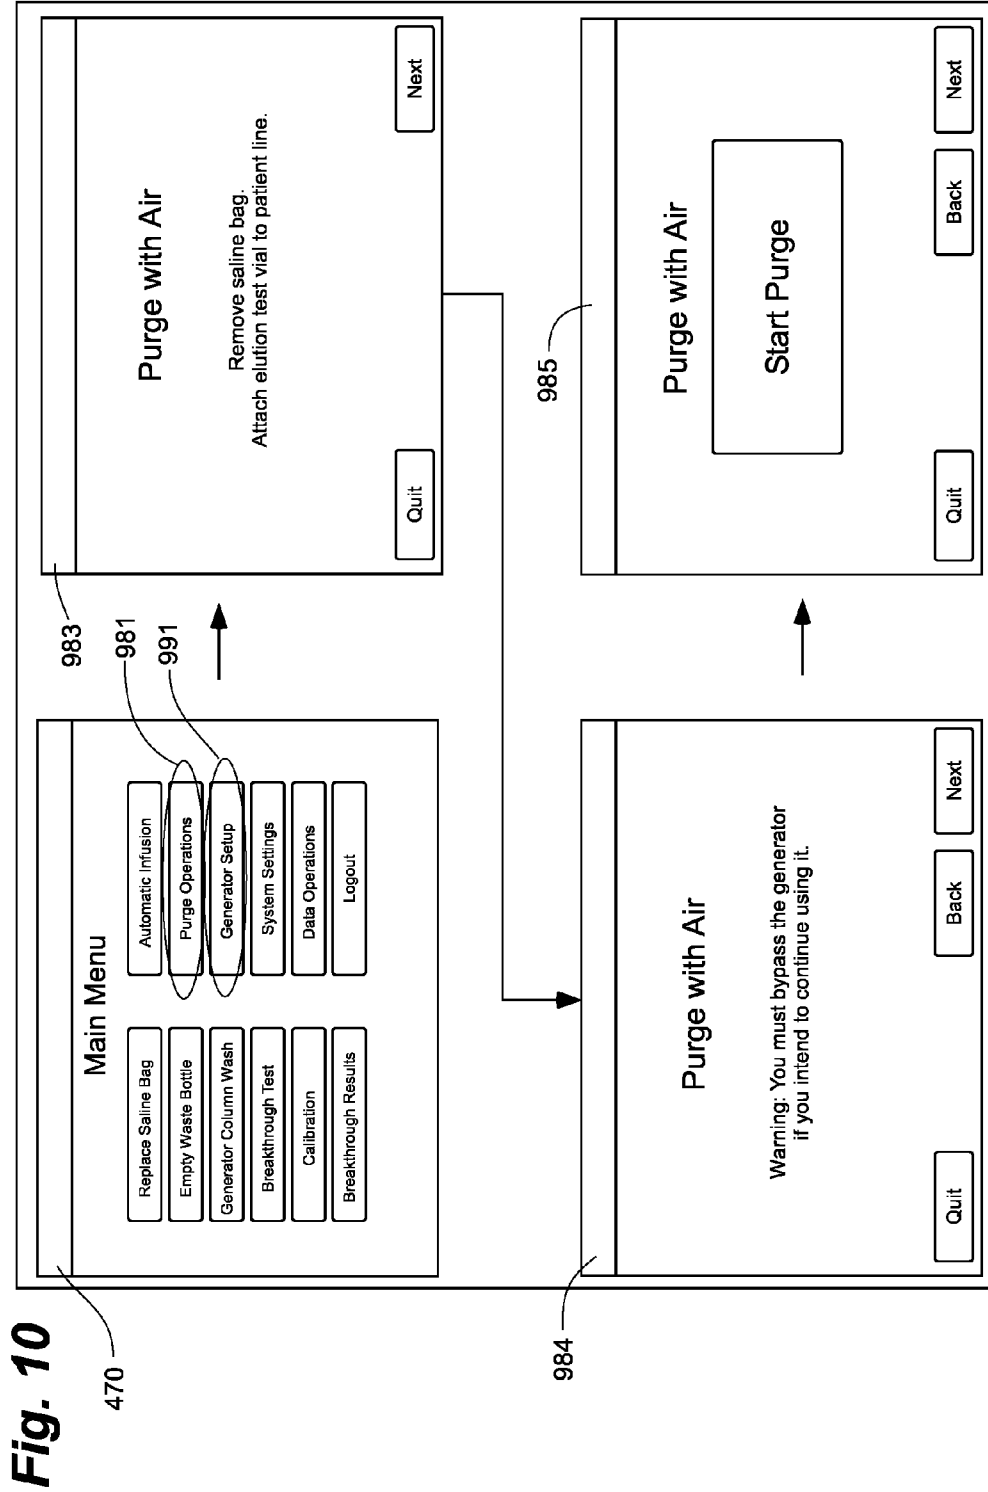 Fig. 10
470
Main Menu
Replace Saline Bag
Empty Waste Bottle
Generator Column Wash
Breakthrough Test
Calibration
Breakthrough Results
Automatic Infusion
Purge Operations
Generator Setup
System Settings
Data Operations
Logout
981
991
983
Purge with Air
Remove saline bag.
Attach elution test vial to patient line.
Quit
Next
984
Purge with Air
Warning: You must bypass the generator
if you intend to continue using it.
Quit
Back
Next
985
Purge with Air
Start Purge
Quit
Back
Next